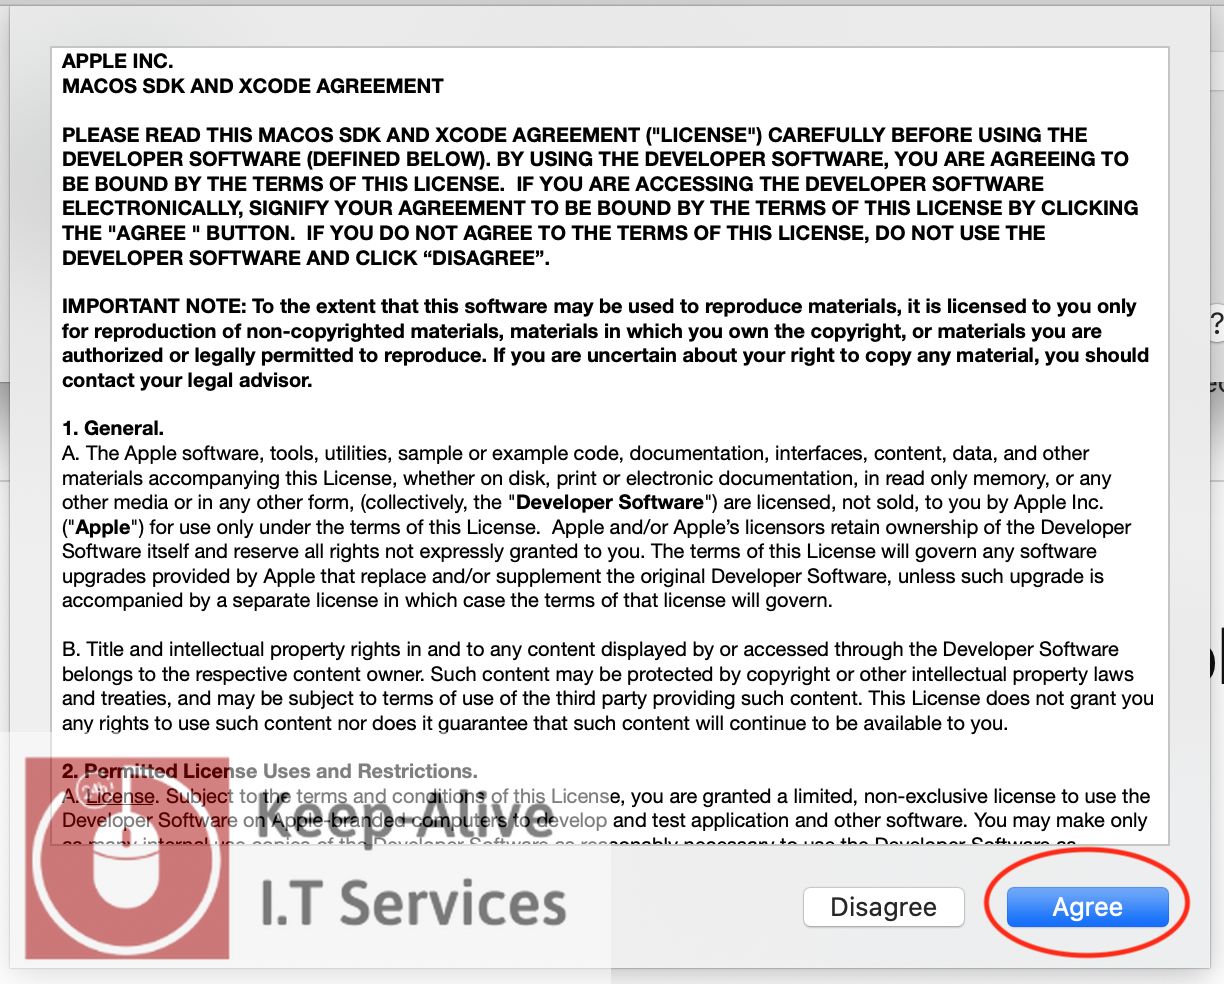 APPLE INC.
MACOS SDK AND XCODE AGREEMENT
PLEASE READ THIS MACOS SDK AND XCODE AGREEMENT ("LICENSE") CAREFULLY BEFORE USING THE
DEVELOPER SOFTWARE (DEFINED BELOW). BY USING THE DEVELOPER SOFTWARE, YOU ARE AGREEING TO
BE BOUND BY THE TERMS OF THIS LICENSE.  IF YOU ARE ACCESSING THE DEVELOPER SOFTWARE
ELECTRONICALLY, SIGNIFY YOUR AGREEMENT TO BE BOUND BY THE TERMS OF THIS LICENSE BY CLICKING
THE "AGREE " BUTTON.  IF YOU DO NOT AGREE TO THE TERMS OF THIS LICENSE, DO NOT USE THE
DEVELOPER SOFTWARE AND CLICK “DISAGREE”.
IMPORTANT NOTE: To the extent that this software may be used to reproduce materials, it is licensed to you only
for reproduction of non-copyrighted materials, materials in which you own the copyright, or materials you are
authorized or legally permitted to reproduce. If you are uncertain about your right to copy any material, you should
contact your legal advisor.
1. General.
A. The Apple software, tools, utilities, sample or example code, documentation, interfaces, content, data, and other
materials accompanying this License, whether on disk, print or electronic documentation, in read only memory, or any
other media or in any other form, (collectively, the "Developer Software") are licensed, not sold, to you by Apple Inc.
("Apple") for use only under the terms of this License.  Apple and/or Apple’s licensors retain ownership of the Developer
Software itself and reserve all rights not expressly granted to you. The terms of this License will govern any software
upgrades provided by Apple that replace and/or supplement the original Developer Software, unless such upgrade is
accompanied by a separate license in which case the terms of that license will govern.
B. Title and intellectual property rights in and to any content displayed by or accessed through the Developer Software
belongs to the respective content owner. Such content may be protected by copyright or other intellectual property laws
and treaties, and may be subject to terms of use of the third party providing such content. This License does not grant you
any rights to use such content nor does it guarantee that such content will continue to be available to you.
2. Permitted License Uses and Restrictions.
A. License. Subject to the terms and conditions of this License, you are granted a limited, non-exclusive license to use the
Developer Software on Apple-branded computers to develop and test application and other software. You may make only
as many internal use copies of the Developer Software as reasonably necessary to use the Developer Software as
24h/
Keep-Alive
I.T Services
Disagree
Agree
?